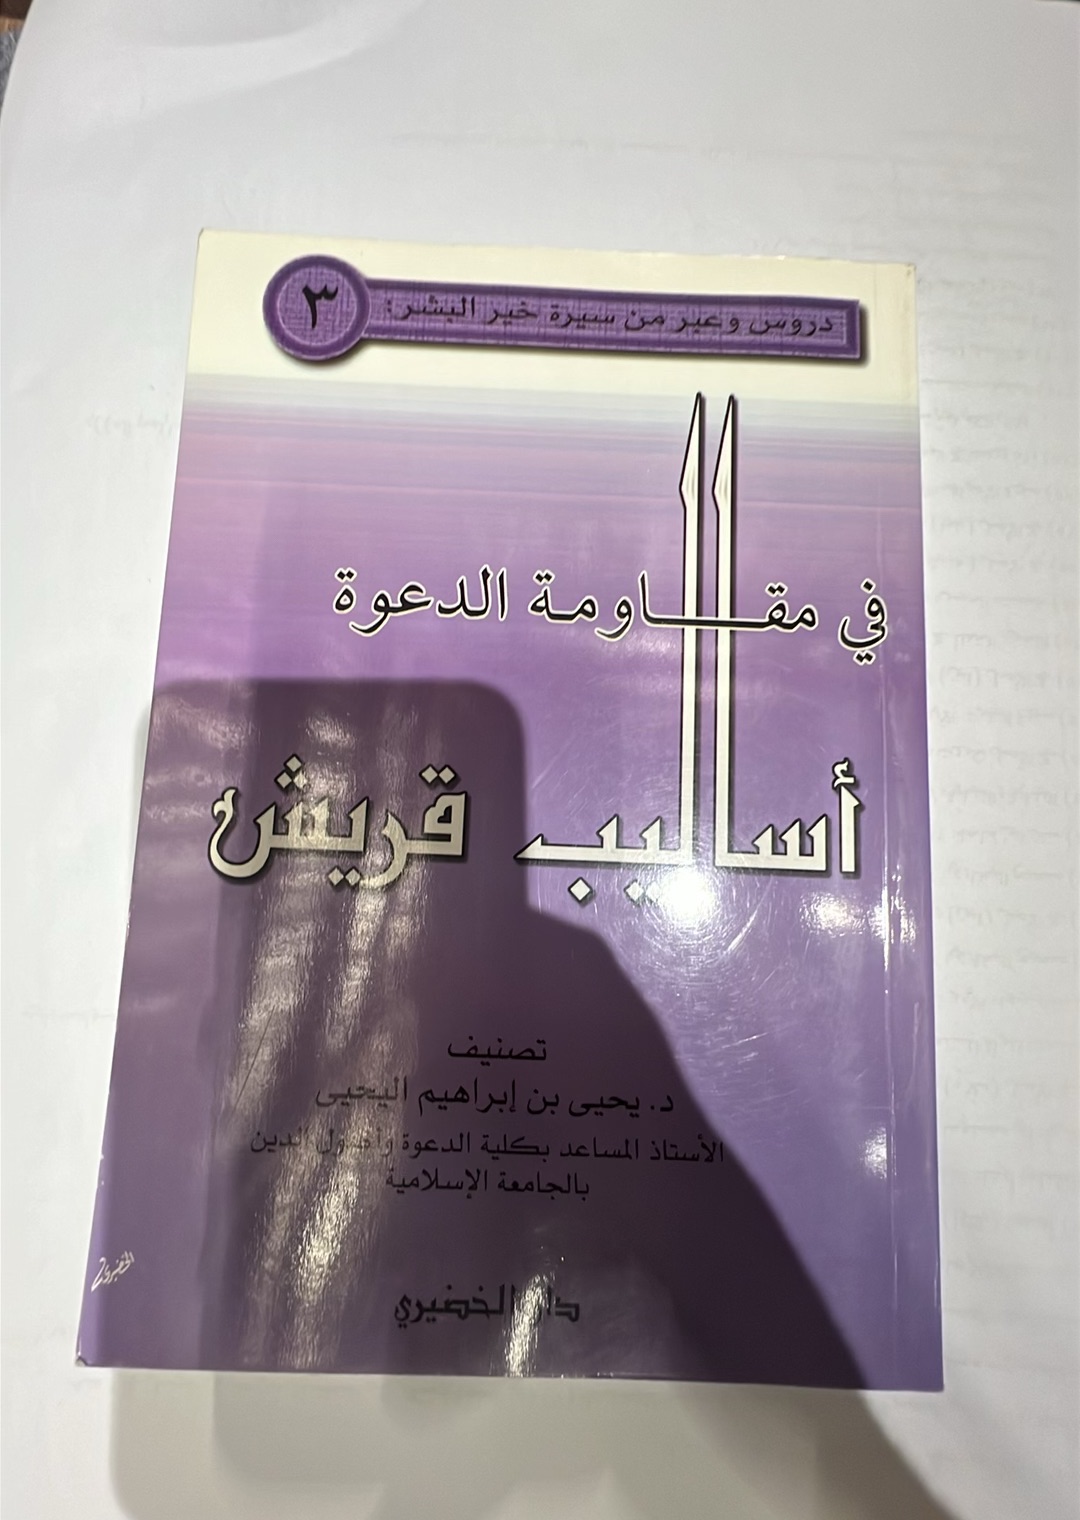 دروس وعبر من سيرة خير البشر:
٣
في مقاومة الدعوة
أساليب قريش
تصنيف
د. يحيى بن إبراهيم اليحيى
الأستاذ المساعد بكلية الدعوة وأصول الدين
بالجامعة الإسلامية
دار الخضيري